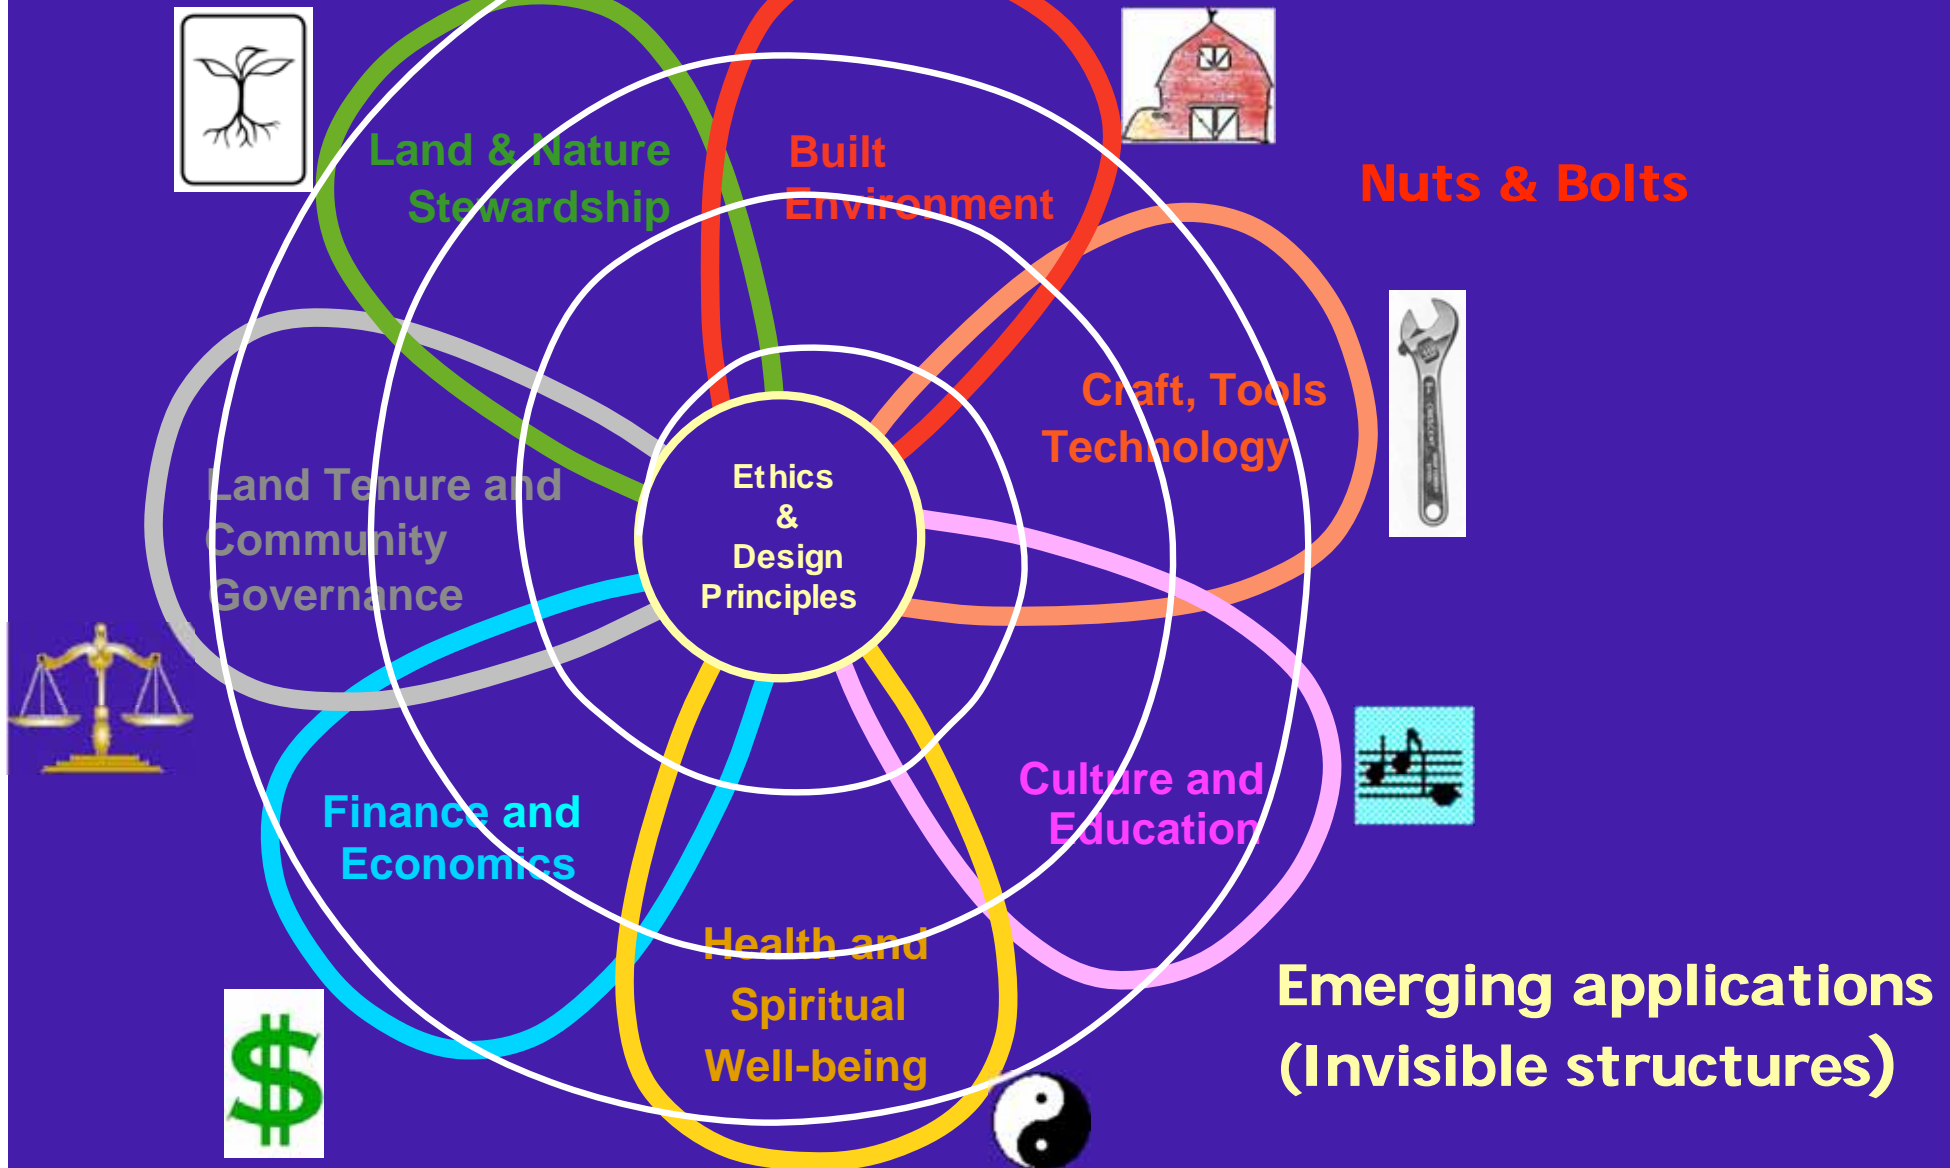 Land & Nature
Stewardship
Built
Environment
Nuts & Bolts
Craft, Tools
Technology
Ethics
&
Design
Principles
Land Tenure and
Community
Governance
Culture and
Education
Finance and
Economics
Health and
Spiritual
Well-being
Emerging applications
(Invisible structures)